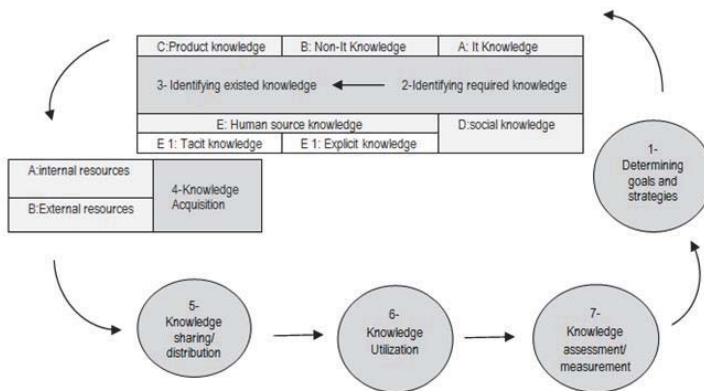 C:Product knowledge
B: Non-It Knowledge
A: It Knowledge
3- Identifying existed knowledge
2-Identifying required knowledge
E: Human source knowledge
D:social knowledge
E 1: Tacit knowledge
E 1: Explicit knowledge
A:internal resources
B:External resources
4-Knowledge
Acquisition
1-
Determining
goals and
strategies
5-
Knowledge
sharing/
distribution
6-
Knowledge
Utilization
7-
Knowledge
assessment/
measurement